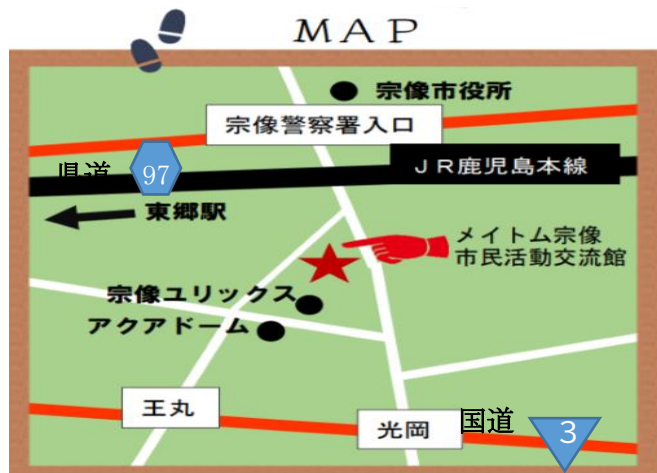 MAP
宗像市役所
宗像警察署入口
県道
97
JR鹿児島本線
東郷駅
メイトム宗像
市民活動交流館
宗像ユリックス
アクアドーム
王丸
光岡
国道
3